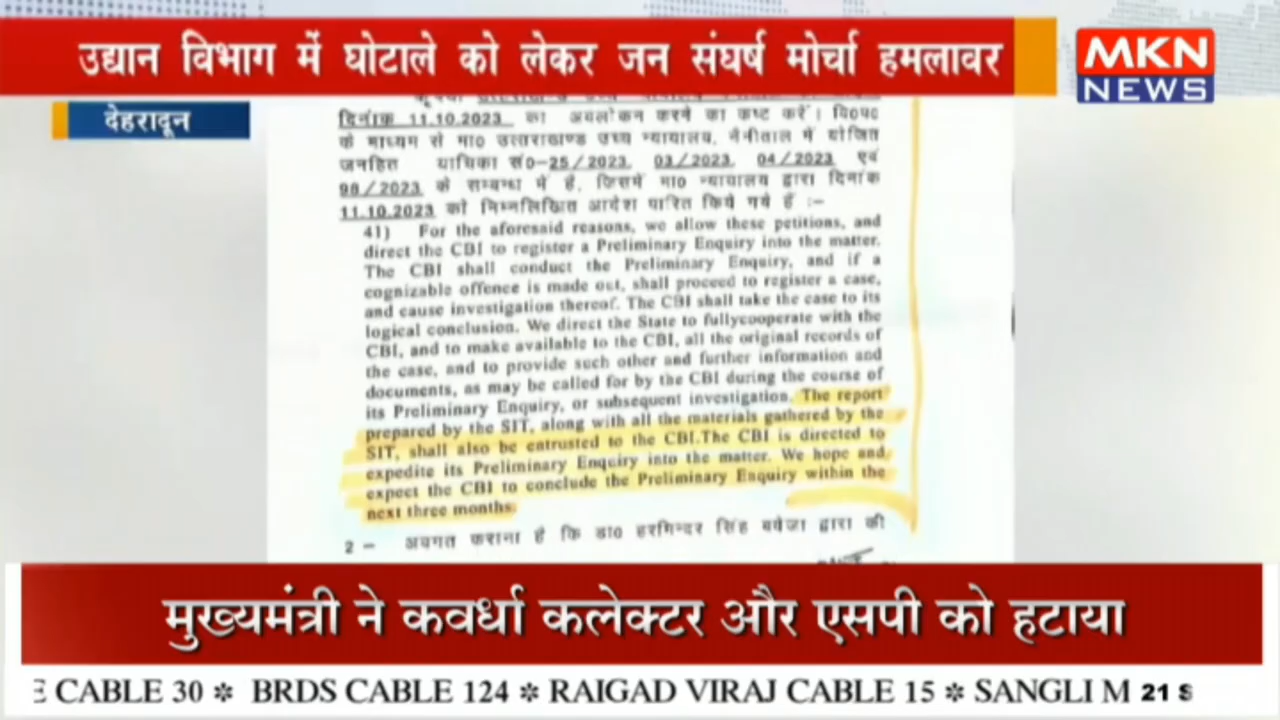 उद्यान विभाग में घोटाले को लेकर जन संघर्ष मोर्चा हमलावर
MKN
NEWS
देहरादून
दिनांक 11.10.2023 का अवलोकन करने का कष्ट करें।
के माध्यम से मा0 उत्तराखण्ड उच्च न्यायालय, नैनीताल में योजित
जनहित याचिका सं0-25/2023, 03/2023, 04/2023 एवं
98/2023 के सम्बन्ध में है, जिसमें मा0 न्यायालय द्वारा दिनांक
11.10.2023 को निम्नलिखित आदेश पारित किये गये हैं :-
41) For the aforesaid reasons, we allow these petitions, and
direct the CBI to register a Preliminary Enquiry into the matter.
The CBI shall conduct the Preliminary Enquiry, and if a
cognizable offence is made out, shall proceed to register a case,
and cause investigation thereof. The CBI shall take the case to its
logical conclusion. We direct the State to fullycooperate with the
CBI, and to make available to the CBI, all the original records of
the case, and to provide such other and further information and
documents, as may be called for by the CBI during the course of
its Preliminary Enquiry, or subsequent investigation. The report
prepared by the SIT, along with all the materials gathered by the
SIT, shall also be entrusted to the CBI.The CBI is directed to
expedite its Preliminary Enquiry into the matter. We hope and
expect the CBI to conclude the Preliminary Enquiry within the
next three months.
2 - अवगत कराना है कि डा0 हरमिन्दर सिंह बवेजा द्वारा की
मुख्यमंत्री ने कवर्धा कलेक्टर और एसपी को हटाया
E CABLE 30 ❇ BRDS CABLE 124 ❇ RAIGAD VIRAJ CABLE 15 ❇ SANGLI M 21 S